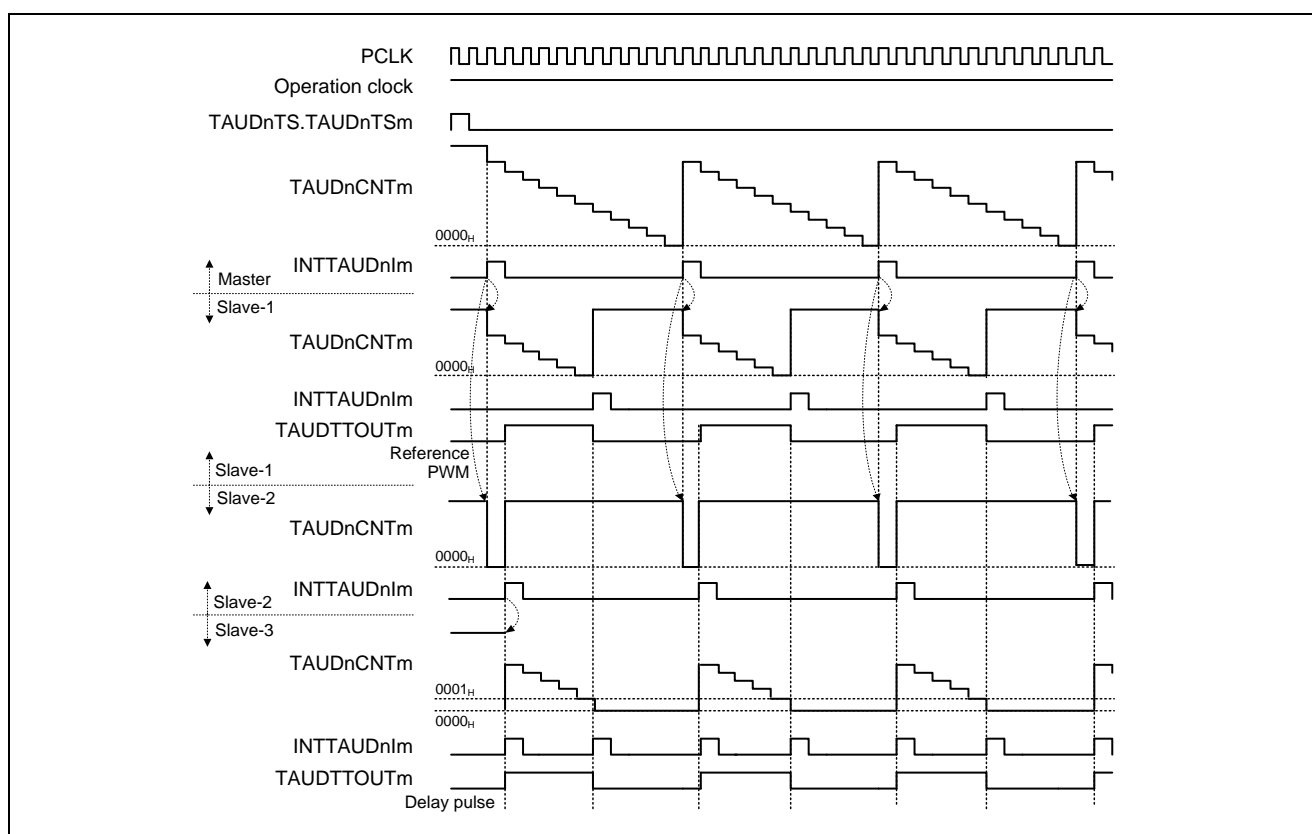 PCLK
Operation clock
TAUDnTS.TAUDnTSm
TAUDnCNTm
0000H
INTTAUDnIm
Master
Slave-1
TAUDnCNTm
0000H
INTTAUDnIm
TAUDTTOUTm
Reference
PWM
Slave-1
Slave-2
TAUDnCNTm
0000H
INTTAUDnIm
Slave-2
Slave-3
TAUDnCNTm
0001H
0000H
INTTAUDnIm
TAUDTTOUTm
Delay pulse